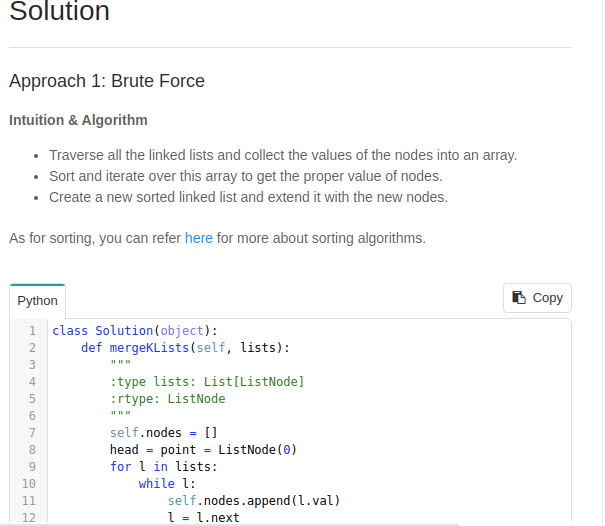 Solution
Approach 1: Brute Force
Intuition & Algorithm
• Traverse all the linked lists and collect the values of the nodes into an array.
• Sort and iterate over this array to get the proper value of nodes.
• Create a new sorted linked list and extend it with the new nodes.
As for sorting, you can refer here for more about sorting algorithms.
Python
Copy
1 class Solution(object):
2     def mergeKLists(self, lists):
3         """
4         :type lists: List[ListNode]
5         :rtype: ListNode
6         """
7         self.nodes = []
8         head = point = ListNode(0)
9         for l in lists:
10             while l:
11                 self.nodes.append(l.val)
12                 l = l.next